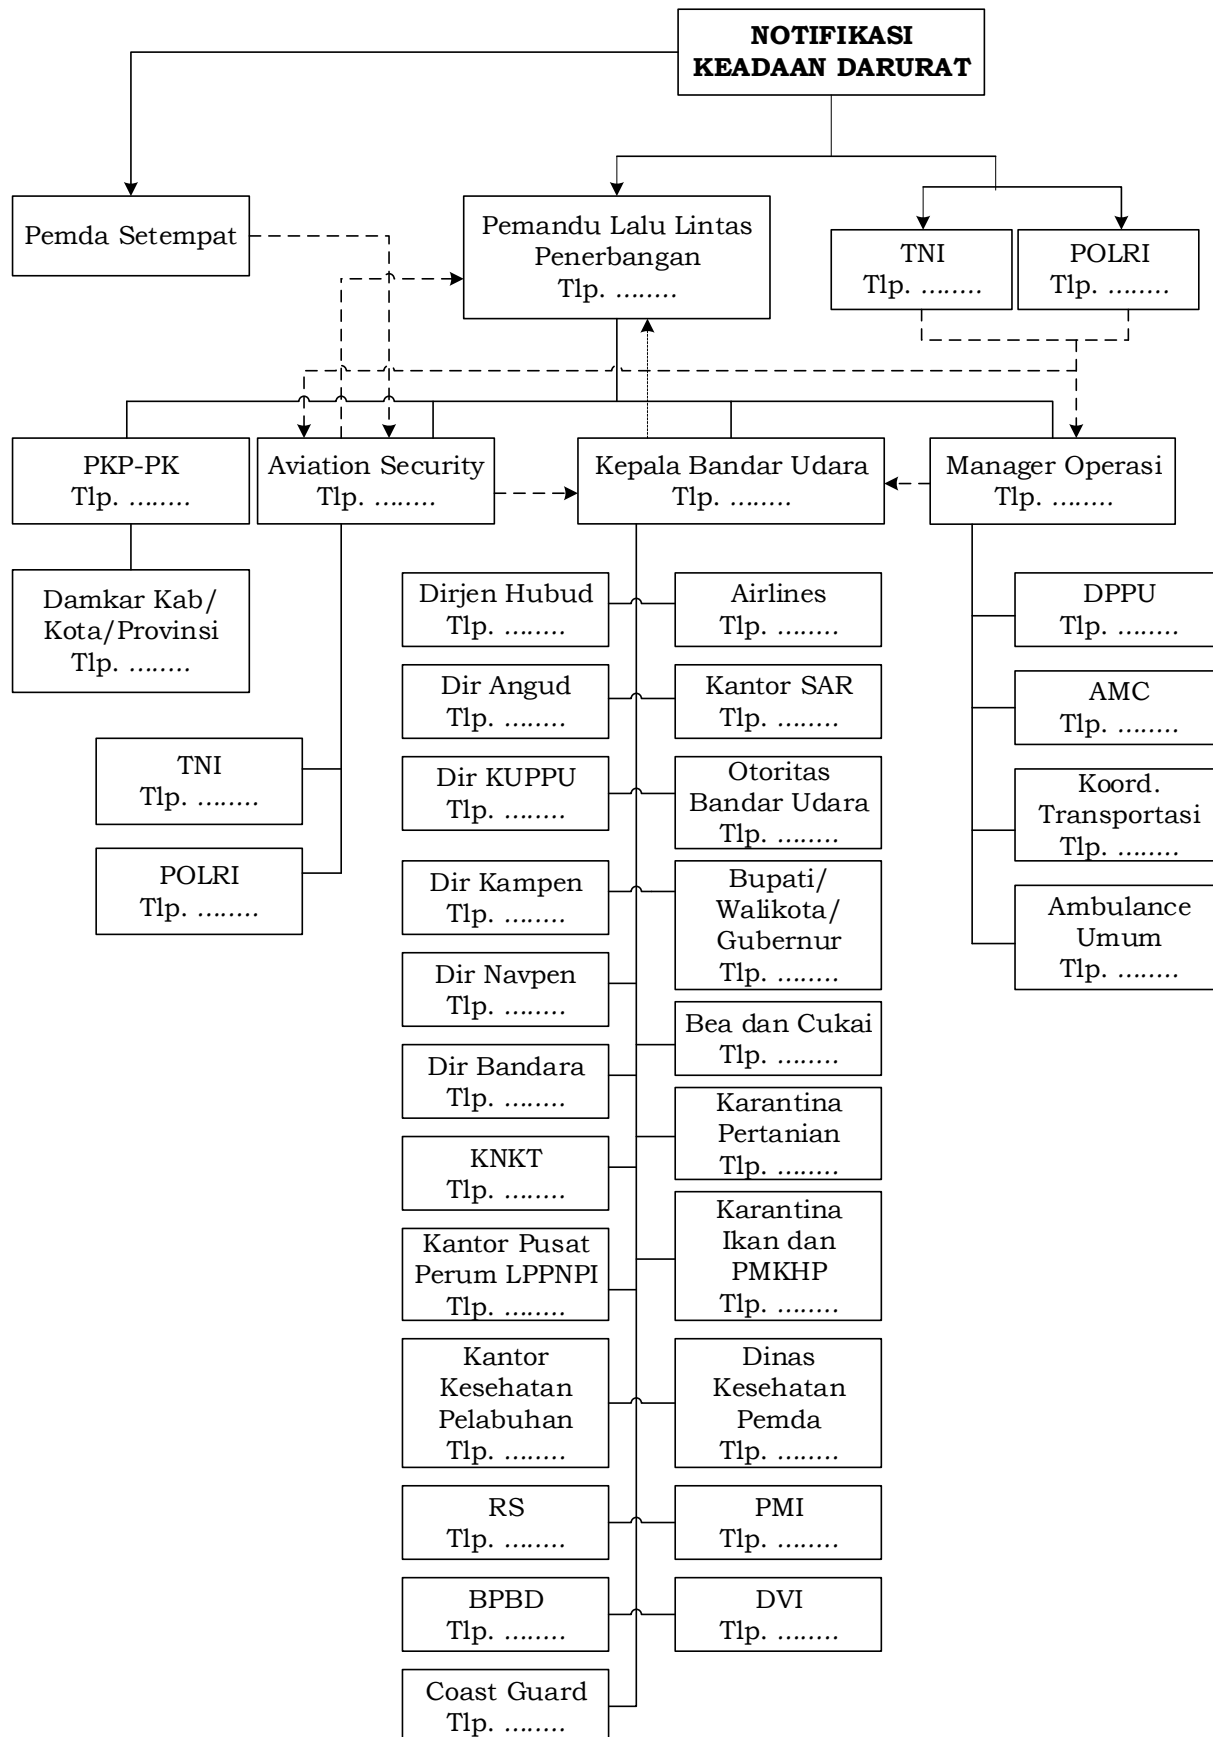 NOTIFIKASI
KEADAAN DARURAT
Pemda Setempat
Pemandu Lalu Lintas
Penerbangan
Tlp. ........
TNI
Tlp. ........
POLRI
Tlp. ........
PKP-PK
Tlp. ........
Aviation Security
Tlp. ........
Kepala Bandar Udara
Tlp. ........
Manager Operasi
Tlp. ........
Damkar Kab/
Kota/Provinsi
Tlp. ........
TNI
Tlp. ........
POLRI
Tlp. ........
Dirjen Hubud
Tlp. ........
Airlines
Tlp. ........
Dir Angud
Tlp. ........
Kantor SAR
Tlp. ........
Dir KUPPU
Tlp. ........
Otoritas
Bandar Udara
Tlp. ........
Dir Kampen
Tlp. ........
Bupati/
Walikota/
Gubernur
Tlp. ........
Dir Navpen
Tlp. ........
Bea dan Cukai
Tlp. ........
Dir Bandara
Tlp. ........
Karantina
Pertanian
Tlp. ........
KNKT
Tlp. ........
Karantina
Ikan dan
PMKHP
Tlp. ........
Kantor Pusat
Perum LPPNPI
Tlp. ........
Kantor
Kesehatan
Pelabuhan
Tlp. ........
Dinas
Kesehatan
Pemda
Tlp. ........
RS
Tlp. ........
PMI
Tlp. ........
BPBD
Tlp. ........
DVI
Tlp. ........
Coast Guard
Tlp. ........
DPPU
Tlp. ........
AMC
Tlp. ........
Koord.
Transportasi
Tlp. ........
Ambulance
Umum
Tlp. ........